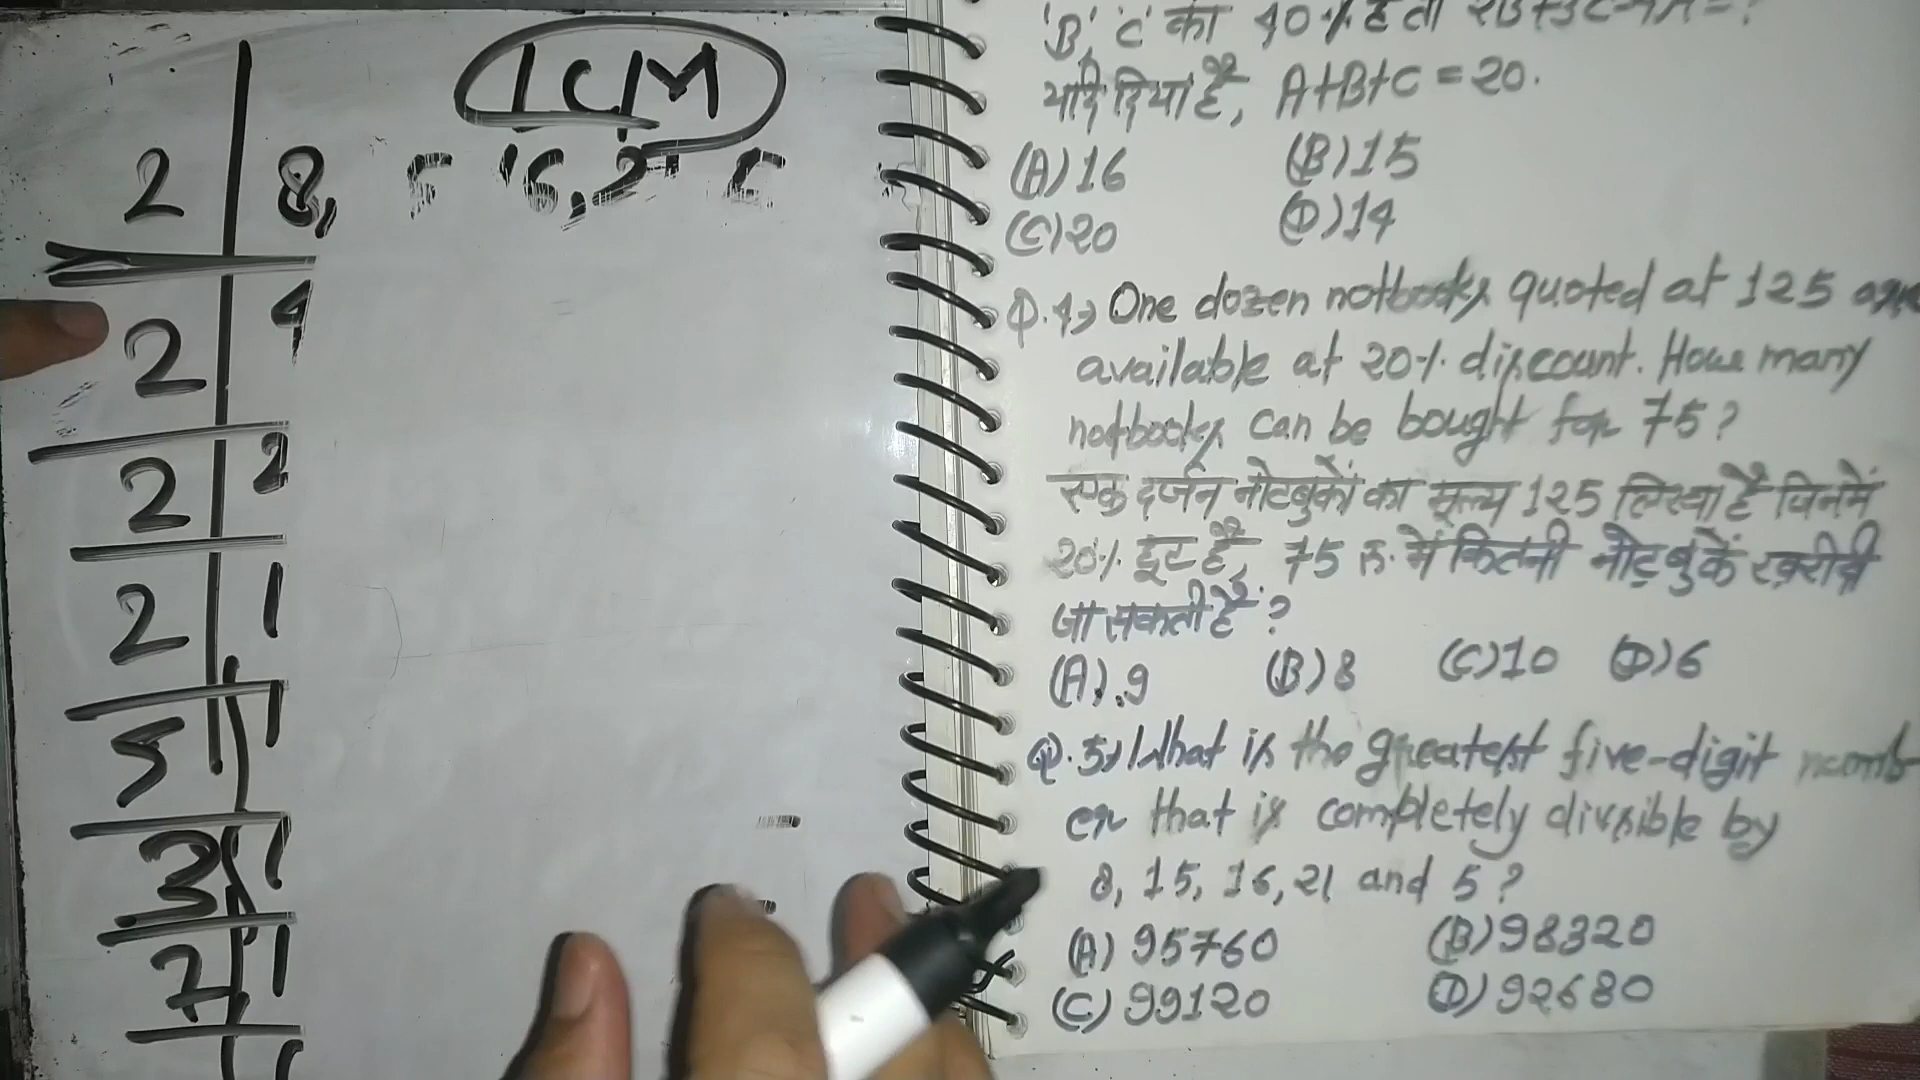 LCM
2 8,
2 4
2 2
2 1
5 1
3 1
7 1
'B', 'C' का 40% है तो
यदि दिया है, A+B+C = 20.
(A) 16 (B) 15
(C) 20 (D) 14
Q.4) One dozen notbooks quoted at 125 are
available at 20% discount. How many
notbooks can be bought for 75?
एक दर्जन नोटबुकों का मूल्य 125 लिखा है जिनमें
20% छूट है, 75 रु. में कितनी नोटबुकें खरीदी
जा सकती है?
(A) 9 (B) 8 (C) 10 (D) 6
Q.5) What is the greatest five-digit numb
er that is completely divisible by
8, 15, 16, 21 and 5?
(A) 95760 (B) 98320
(C) 99120 (D) 92680